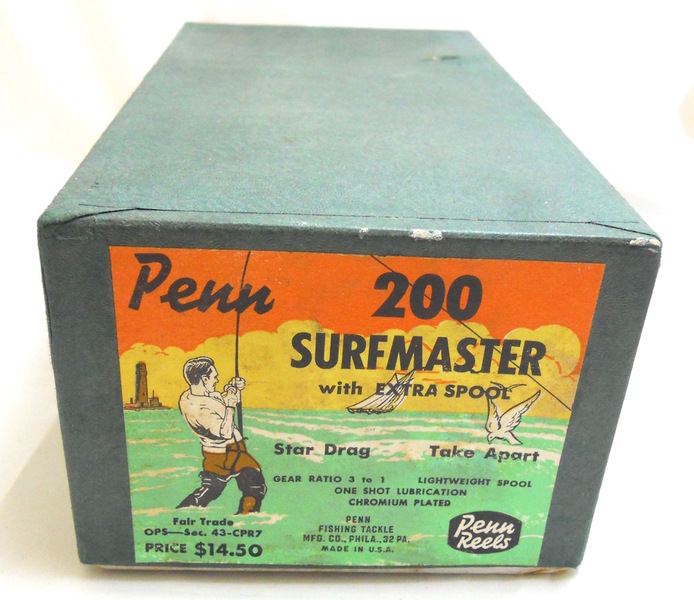 Penn
200
SURFMASTER
with EXTRA SPOOL
Star Drag Take Apart
GEAR RATIO 3 to 1 LIGHTWEIGHT SPOOL
ONE SHOT LUBRICATION
CHROMIUM PLATED
Fair Trade
OPS—Sec. 43-CPR7
PRICE $14.50
PENN
FISHING TACKLE
MFG. CO., PHILA., 32 PA.
MADE IN U.S.A.
Penn
Reels